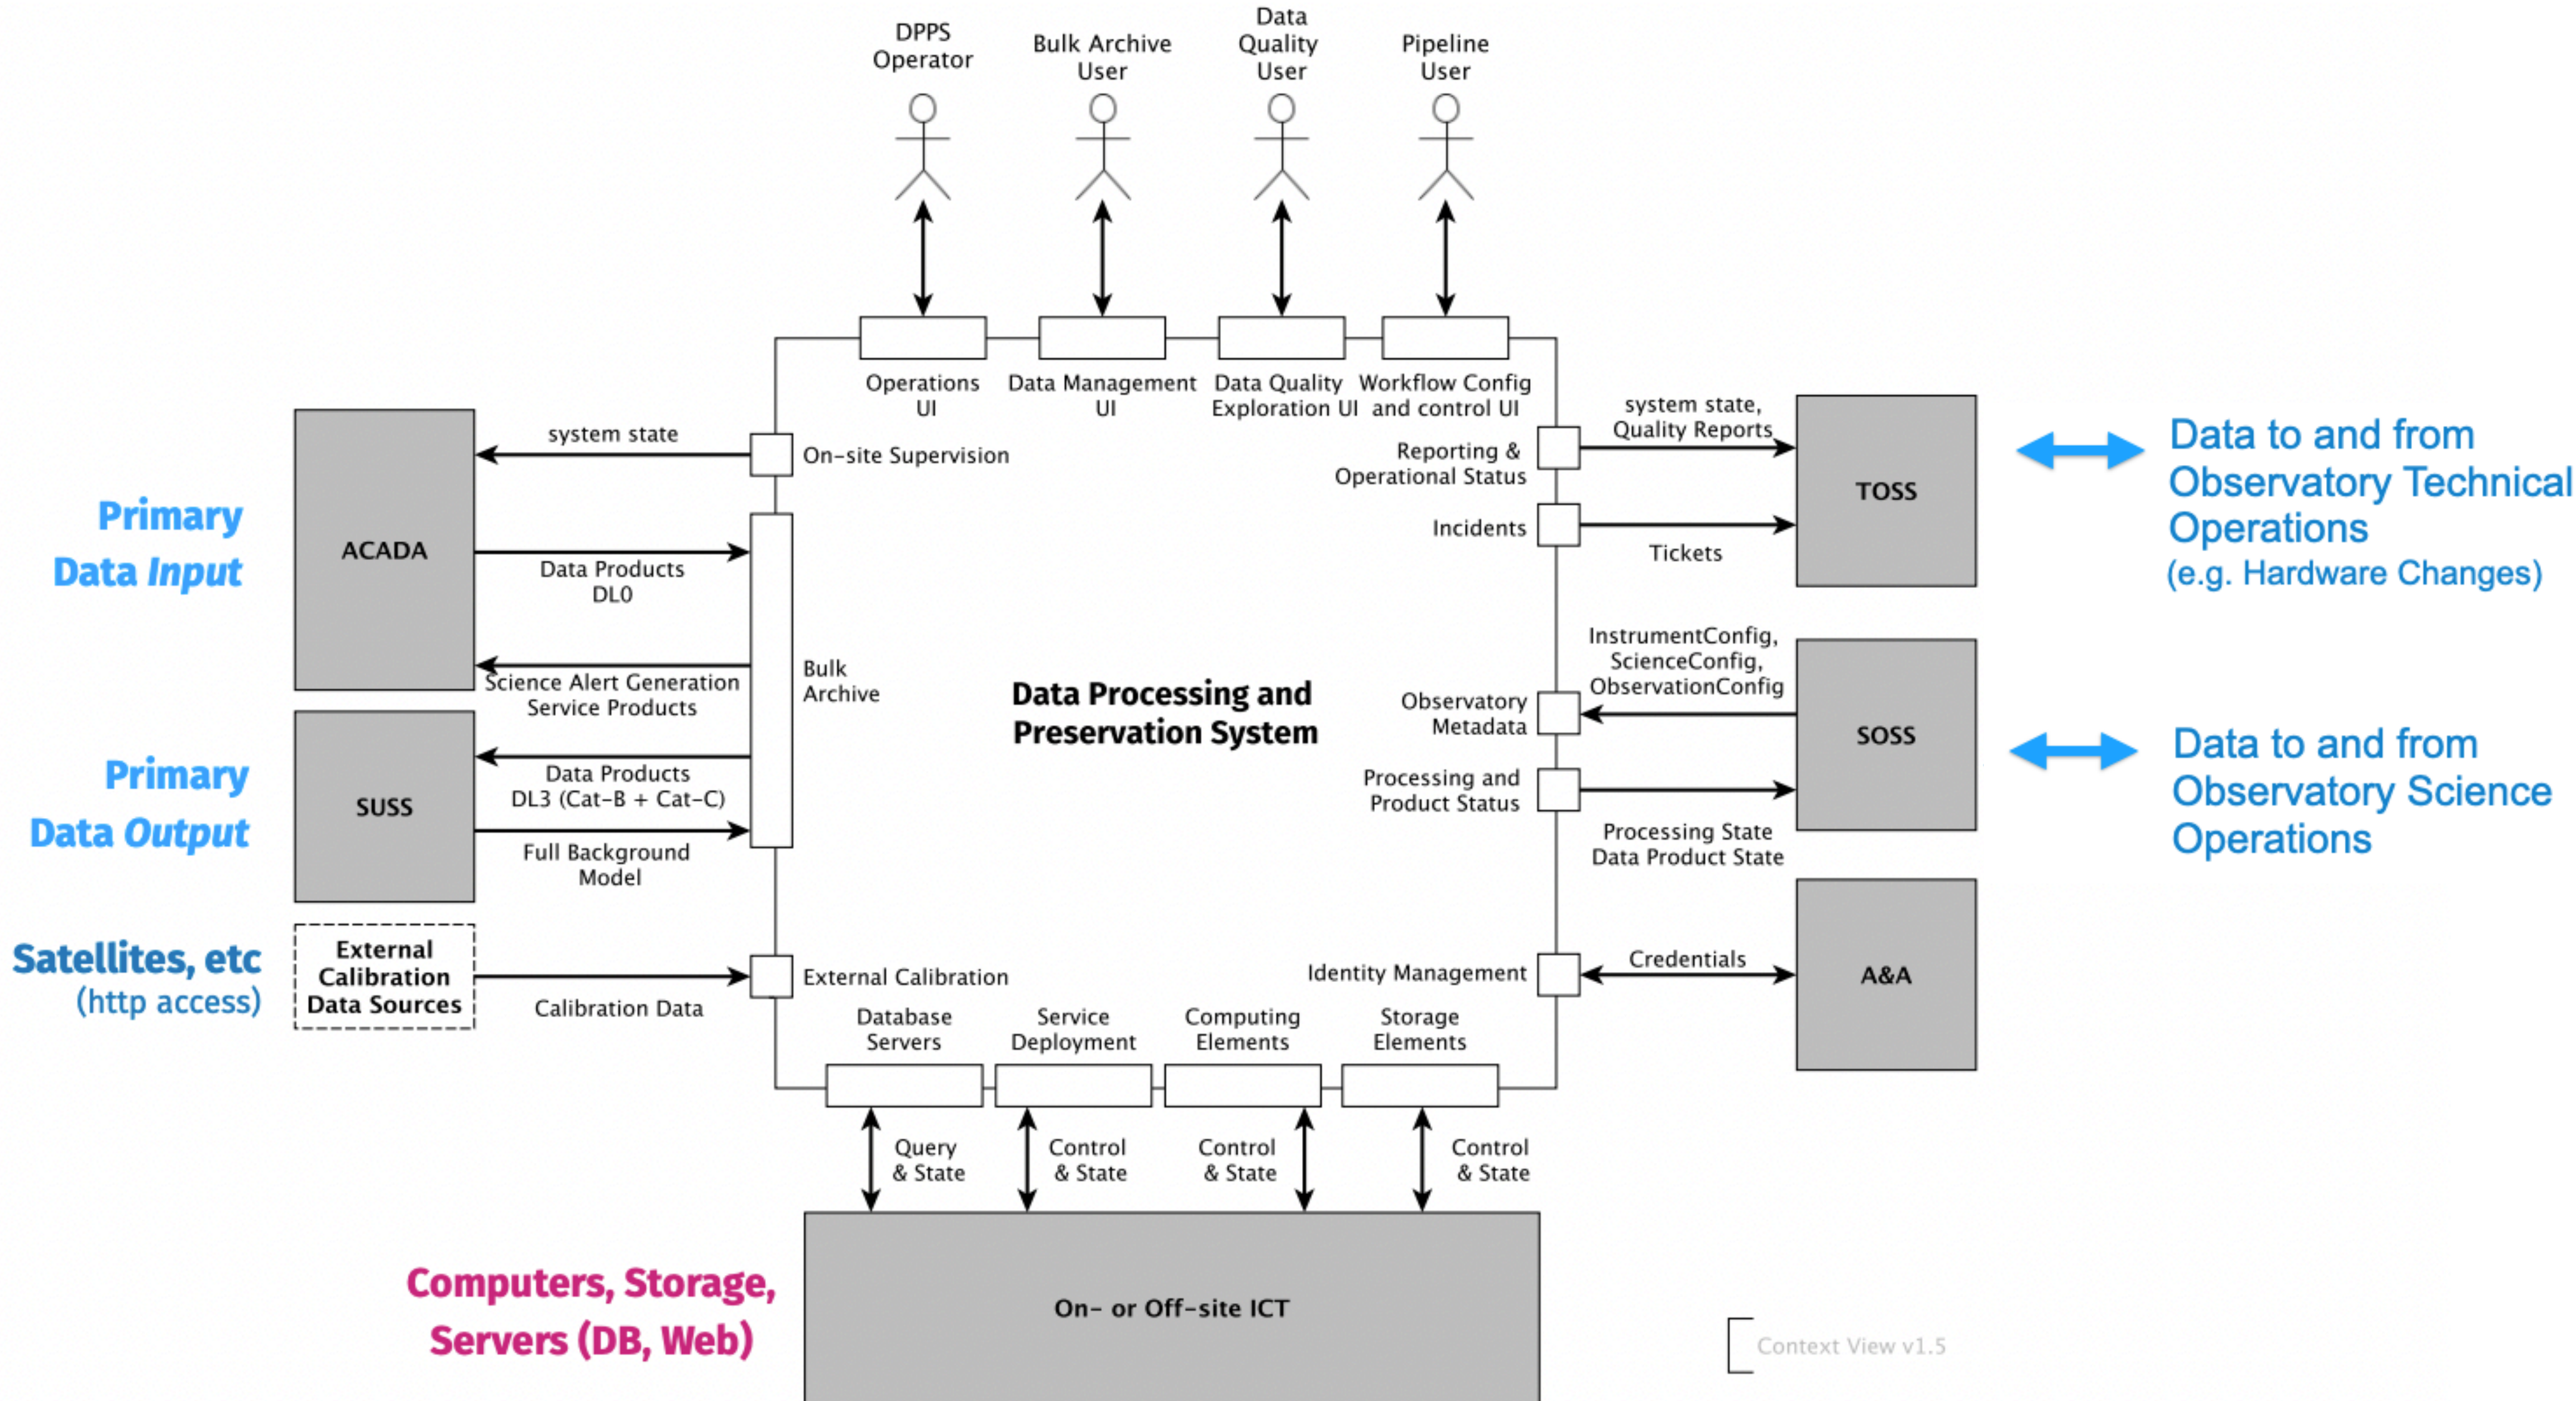 DPPS
Operator
Bulk Archive
User
Data
Quality
User
Pipeline
User
Operations
UI
Data Management
UI
Data Quality
Exploration UI
Workflow Config
and control UI
Primary
Data Input
ACADA
system state
On-site Supervision
Data Products
DL0
Science Alert Generation
Service Products
Bulk
Archive
Primary
Data Output
SUSS
Data Products
DL3 (Cat-B + Cat-C)
Full Background
Model
Satellites, etc
(http access)
External
Calibration
Data Sources
Calibration Data
External Calibration
Data Processing and
Preservation System
Reporting &
Operational Status
system state,
Quality Reports
Incidents
Tickets
TOSS
Data to and from
Observatory Technical
Operations
(e.g. Hardware Changes)
InstrumentConfig,
ScienceConfig,
ObservationConfig
Observatory
Metadata
Processing and
Product Status
Processing State
Data Product State
SOSS
Data to and from
Observatory Science
Operations
Identity Management
Credentials
A&A
Database
Servers
Service
Deployment
Computing
Elements
Storage
Elements
Query
& State
Control
& State
Control
& State
Control
& State
Computers, Storage,
Servers (DB, Web)
On- or Off-site ICT
Context View v1.5